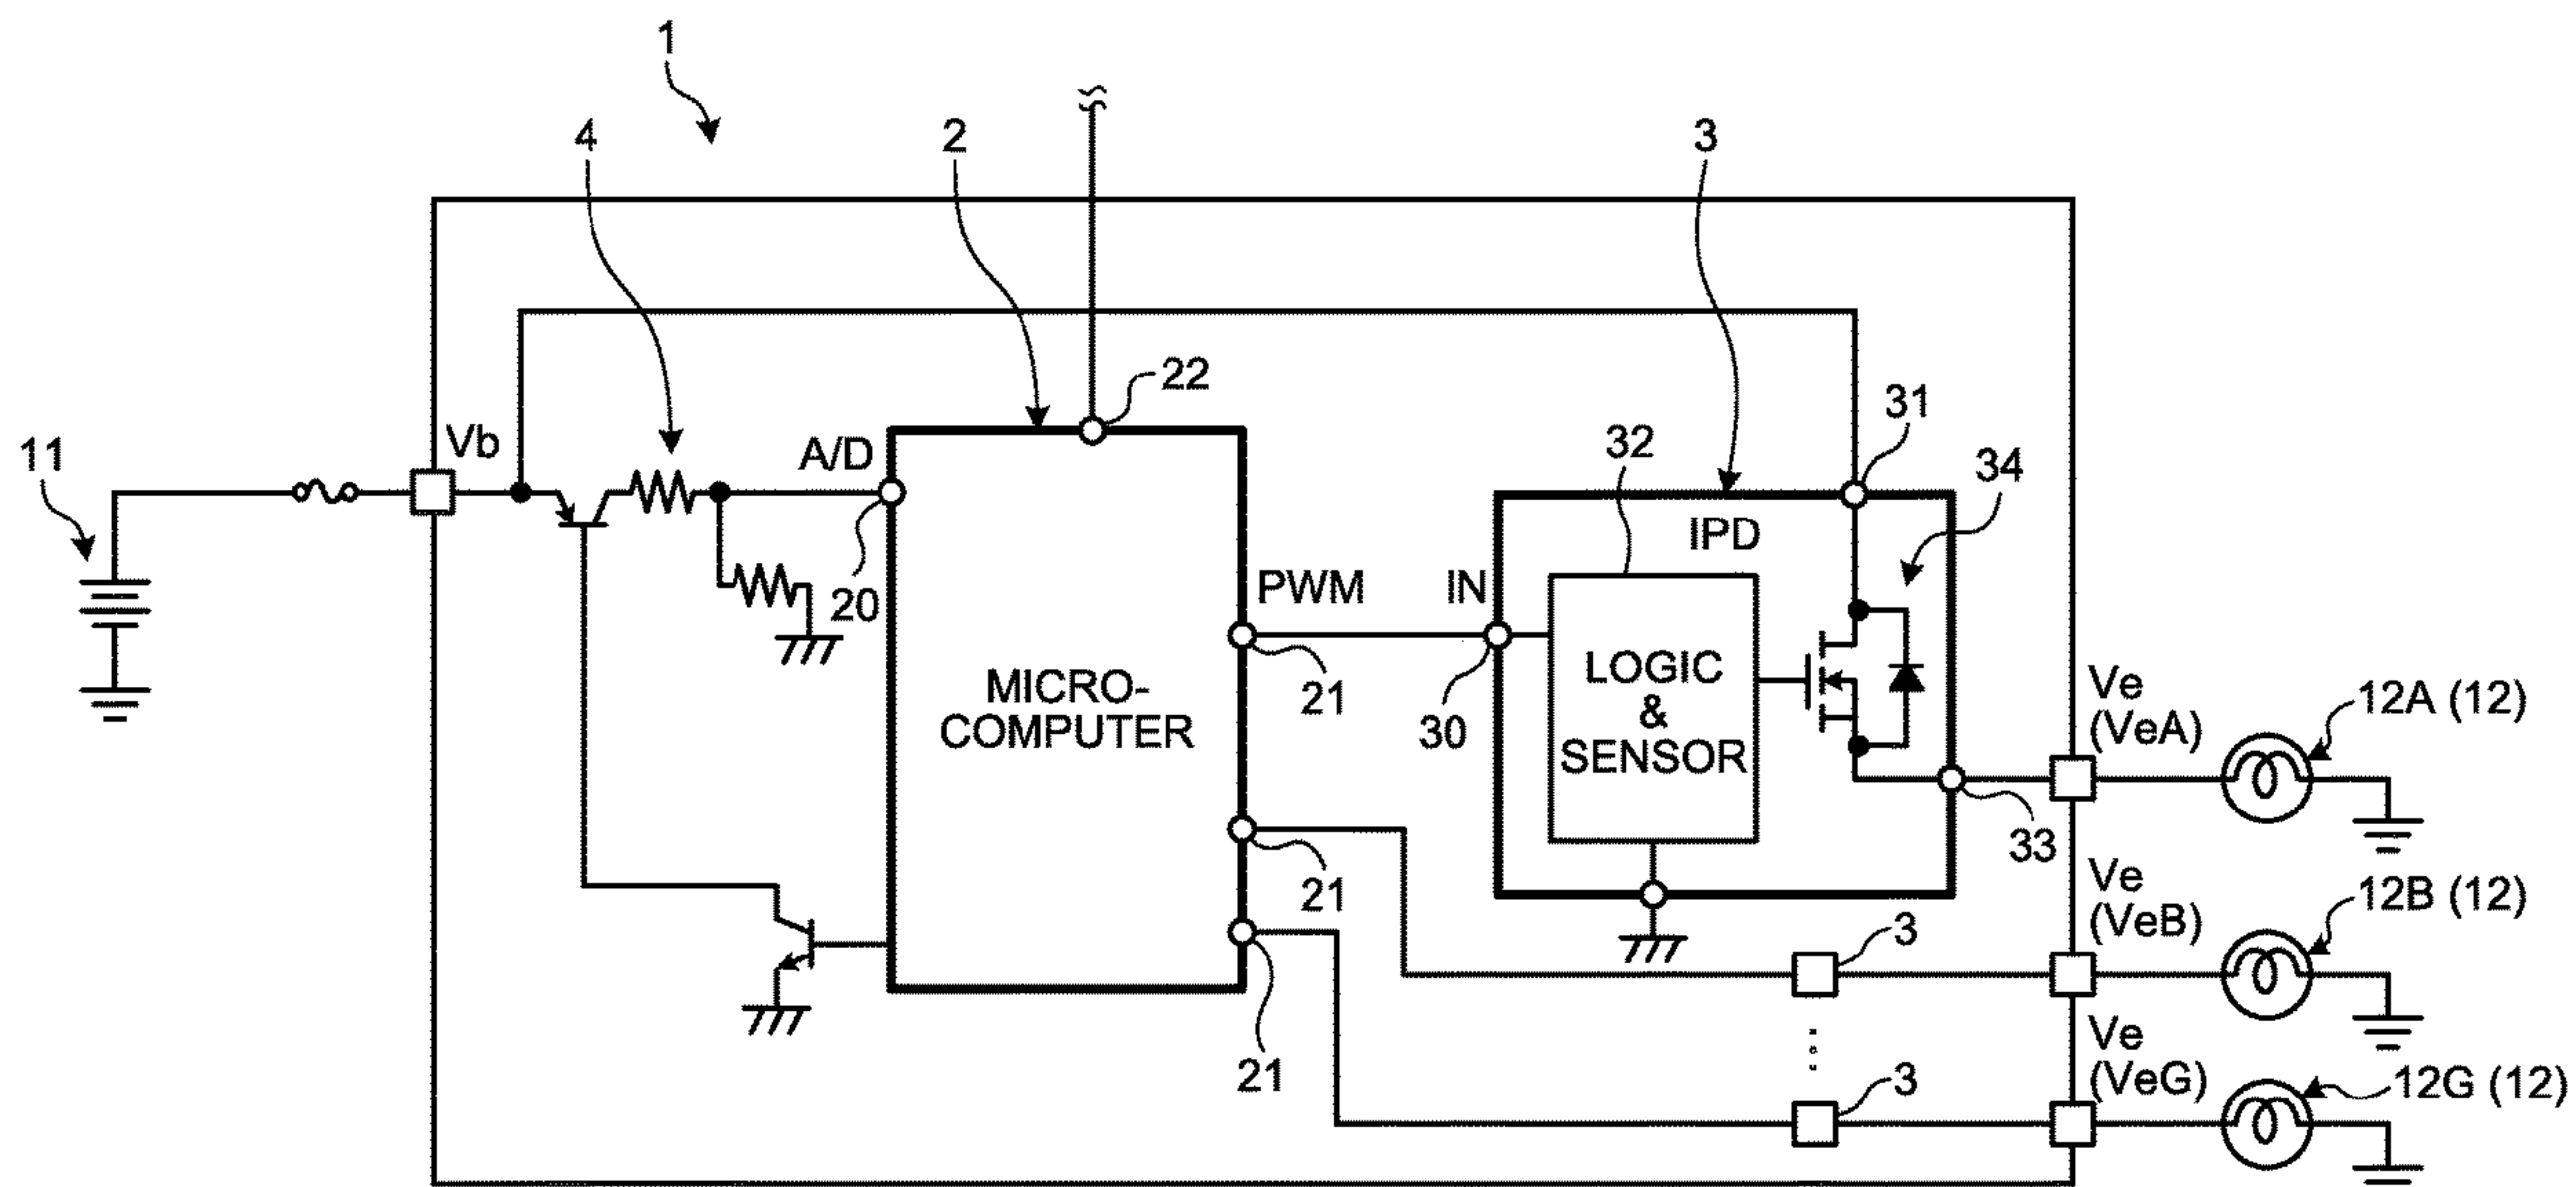 1
4
2
3
22
31
Vb
A/D
32
34
11
IPD
20
PWM
IN
MICRO-
COMPUTER
21
30
LOGIC
&
SENSOR
Ve
(VeA)
12A (12)
33
21
Ve
(VeB)
12B (12)
3
21
Ve
(VeG)
3
12G (12)